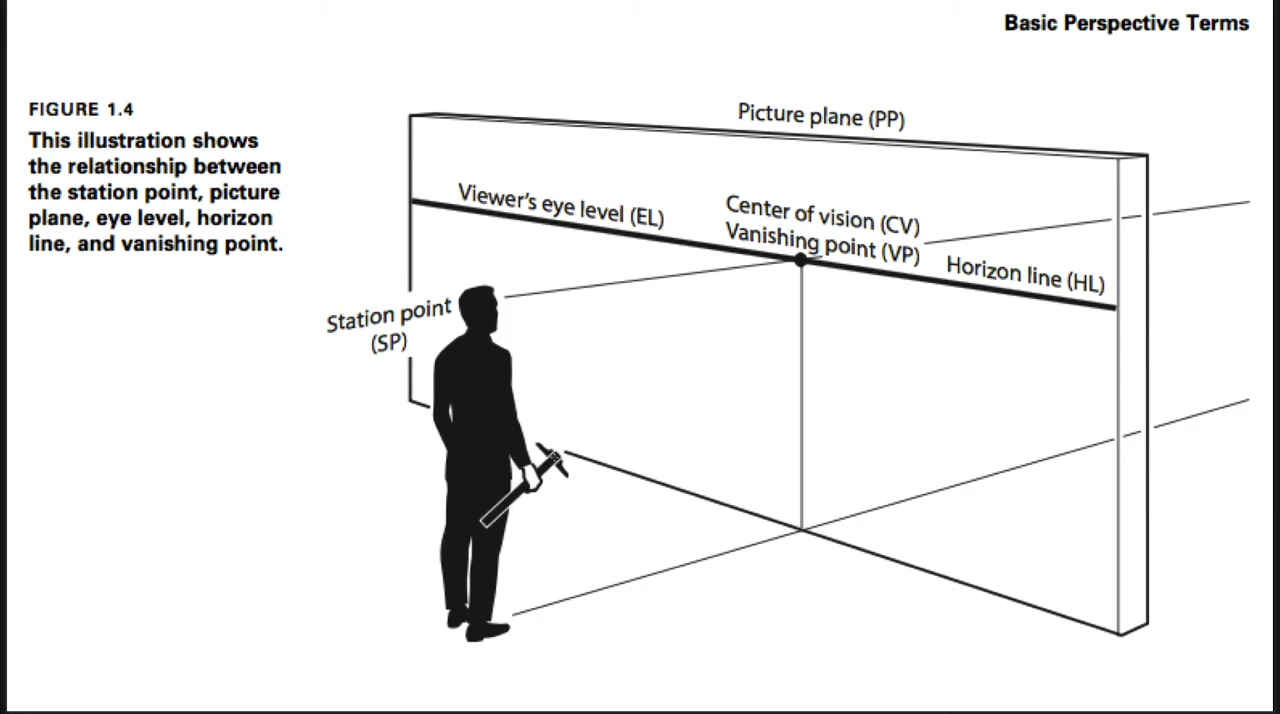 Basic Perspective Terms
FIGURE 1.4
This illustration shows
the relationship between
the station point, picture
plane, eye level, horizon
line, and vanishing point.
Picture plane (PP)
Viewer's eye level (EL)
Center of vision (CV)
Vanishing point (VP)
Horizon line (HL)
Station point
(SP)